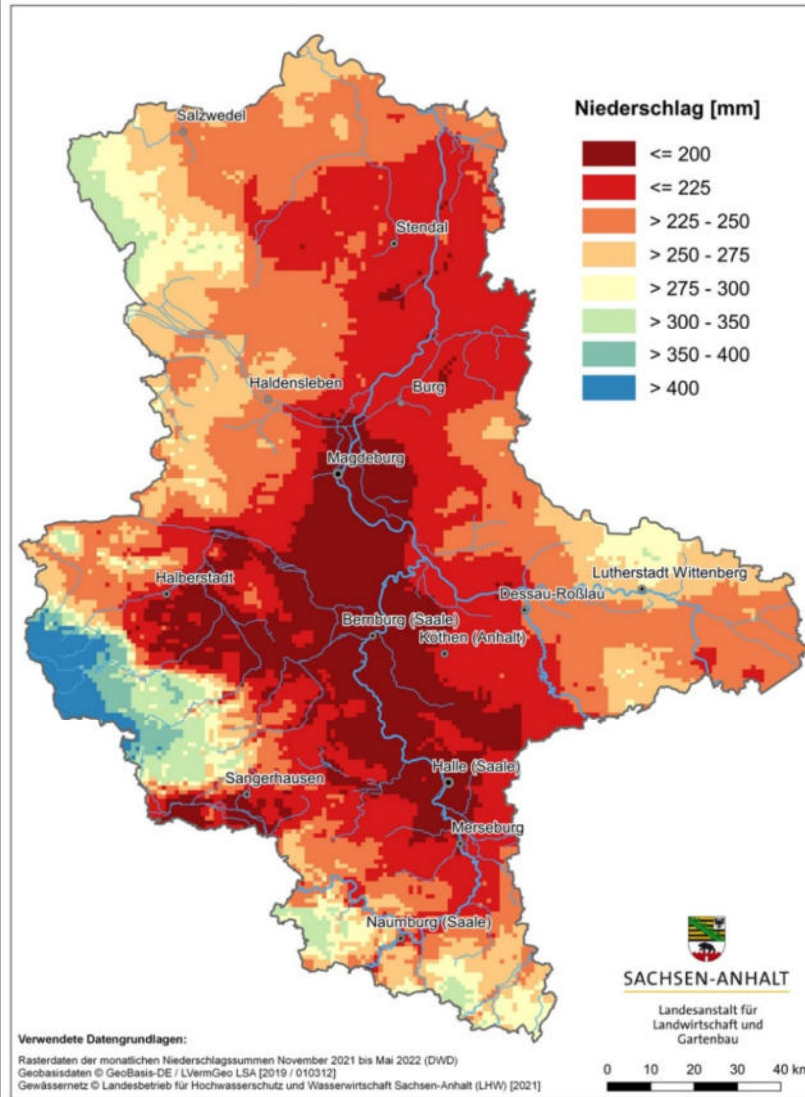 Niederschlag [mm]
<= 200
<= 225
> 225 - 250
> 250 - 275
> 275 - 300
> 300 - 350
> 350 - 400
> 400
Salzwedel
Stendal
Haldensleben
Burg
Magdeburg
Halberstadt
Bernburg (Saale)
Köthen (Anhalt)
Dessau-Roßlau
Lutherstadt Wittenberg
Sangerhausen
Halle (Saale)
Merseburg
Naumburg (Saale)
SACHSEN-ANHALT
Landesanstalt für
Landwirtschaft und
Gartenbau
Verwendete Datengrundlagen:
Rasterdaten der monatlichen Niederschlagssummen November 2021 bis Mai 2022 (DWD)
Geobasisdaten © GeoBasis-DE / LVermGeo LSA [2019 / 010312]
Gewässernetz © Landesbetrieb für Hochwasserschutz und Wasserwirtschaft Sachsen-Anhalt (LHW) [2021]
0 10 20 30 40 km